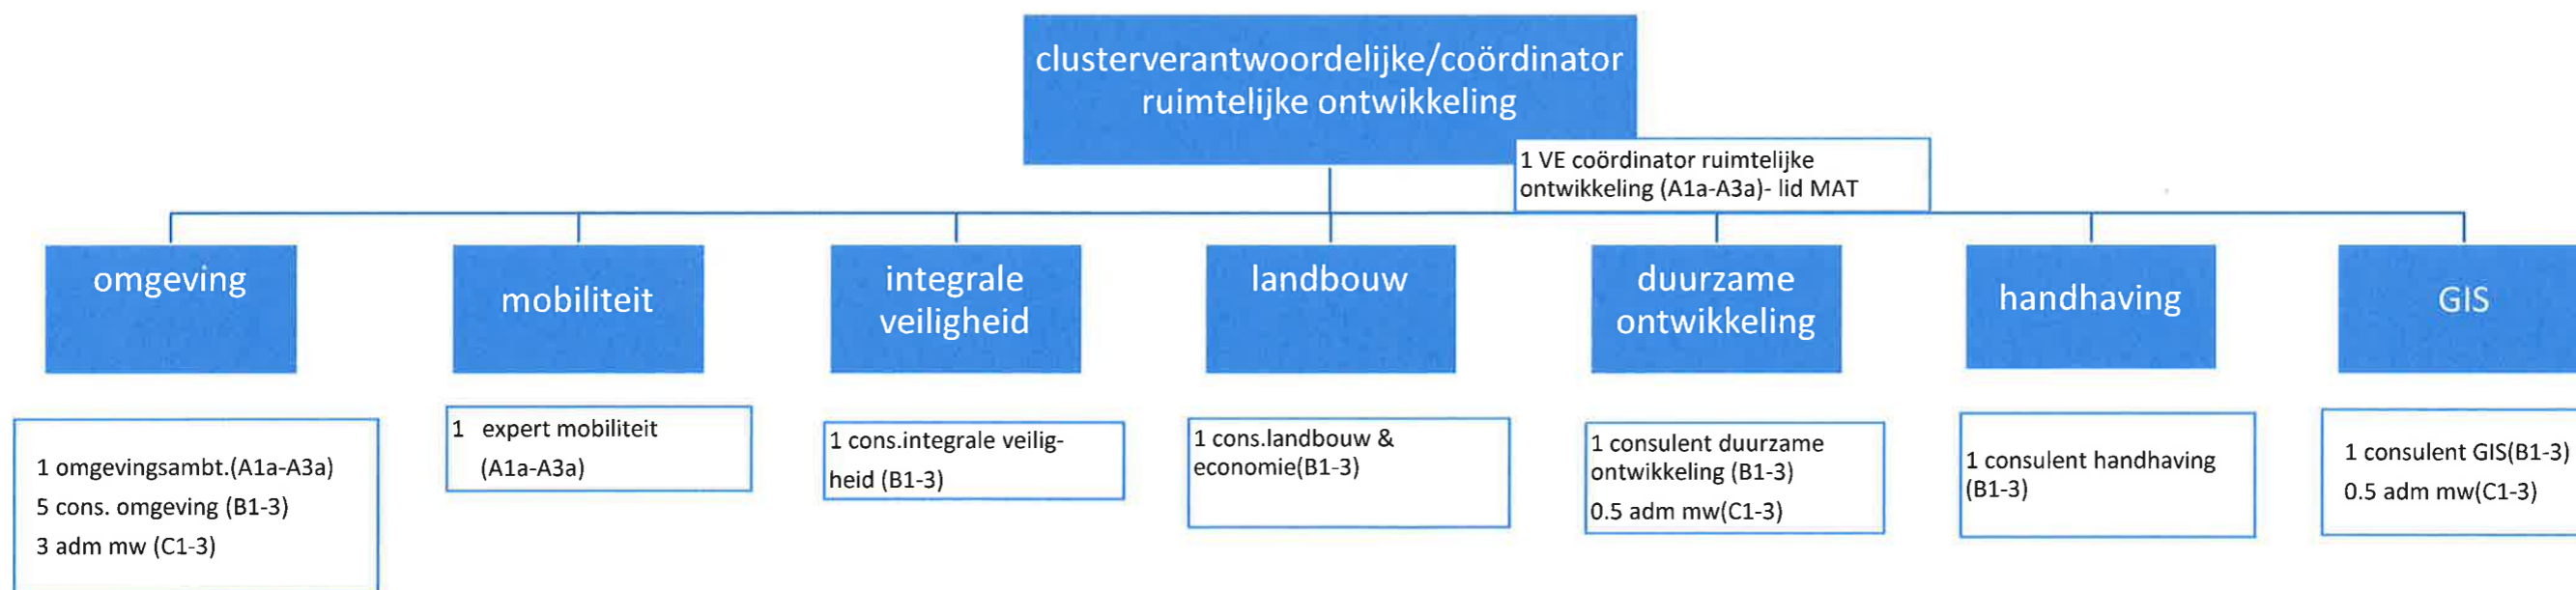 clusterverantwoordelijke/coördinator
ruimtelijke ontwikkeling
1 VE coördinator ruimtelijke
ontwikkeling (A1a-A3a)- lid MAT
omgeving
1 omgevingsambt.(A1a-A3a)
5 cons. omgeving (B1-3)
3 adm mw (C1-3)
mobiliteit
1 expert mobiliteit
(A1a-A3a)
integrale
veiligheid
1 cons.integrale veilig-
heid (B1-3)
landbouw
1 cons.landbouw &
economie(B1-3)
duurzame
ontwikkeling
1 consulent duurzame
ontwikkeling (B1-3)
0.5 adm mw(C1-3)
handhaving
1 consulent handhaving
(B1-3)
GIS
1 consulent GIS(B1-3)
0.5 adm mw(C1-3)